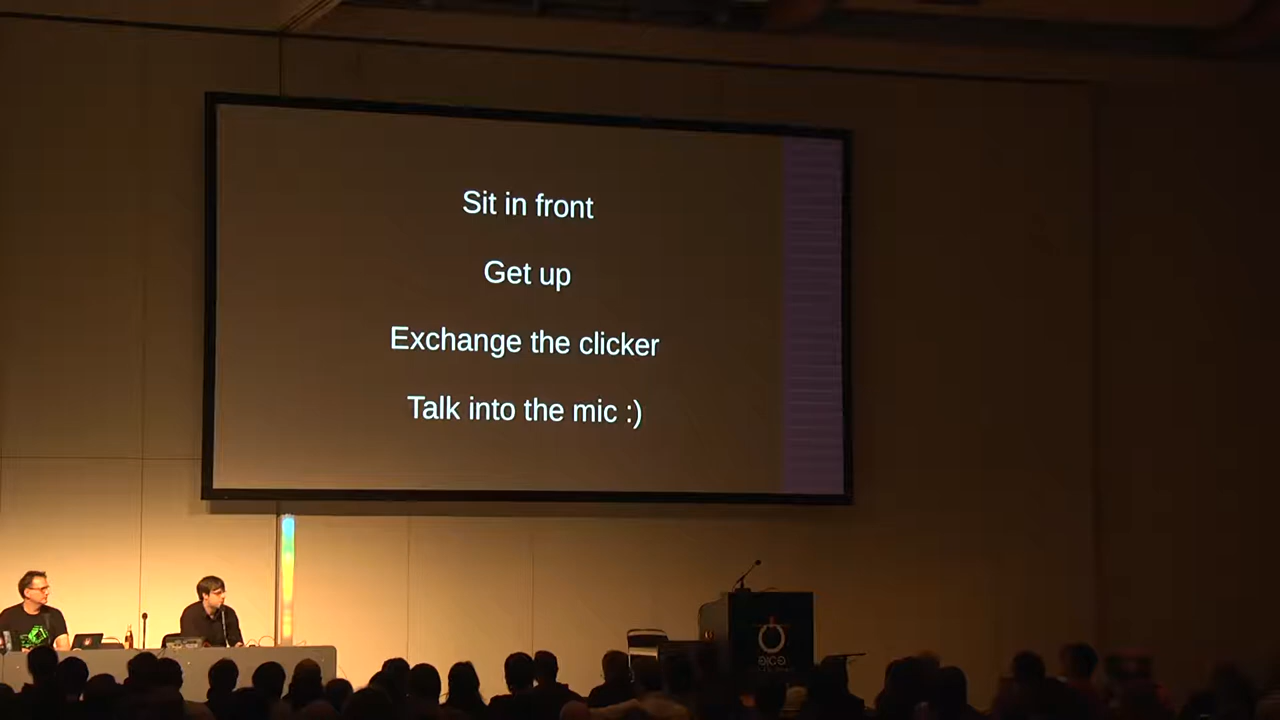 Sit in front
Get up
Exchange the clicker
Talk into the mic :)